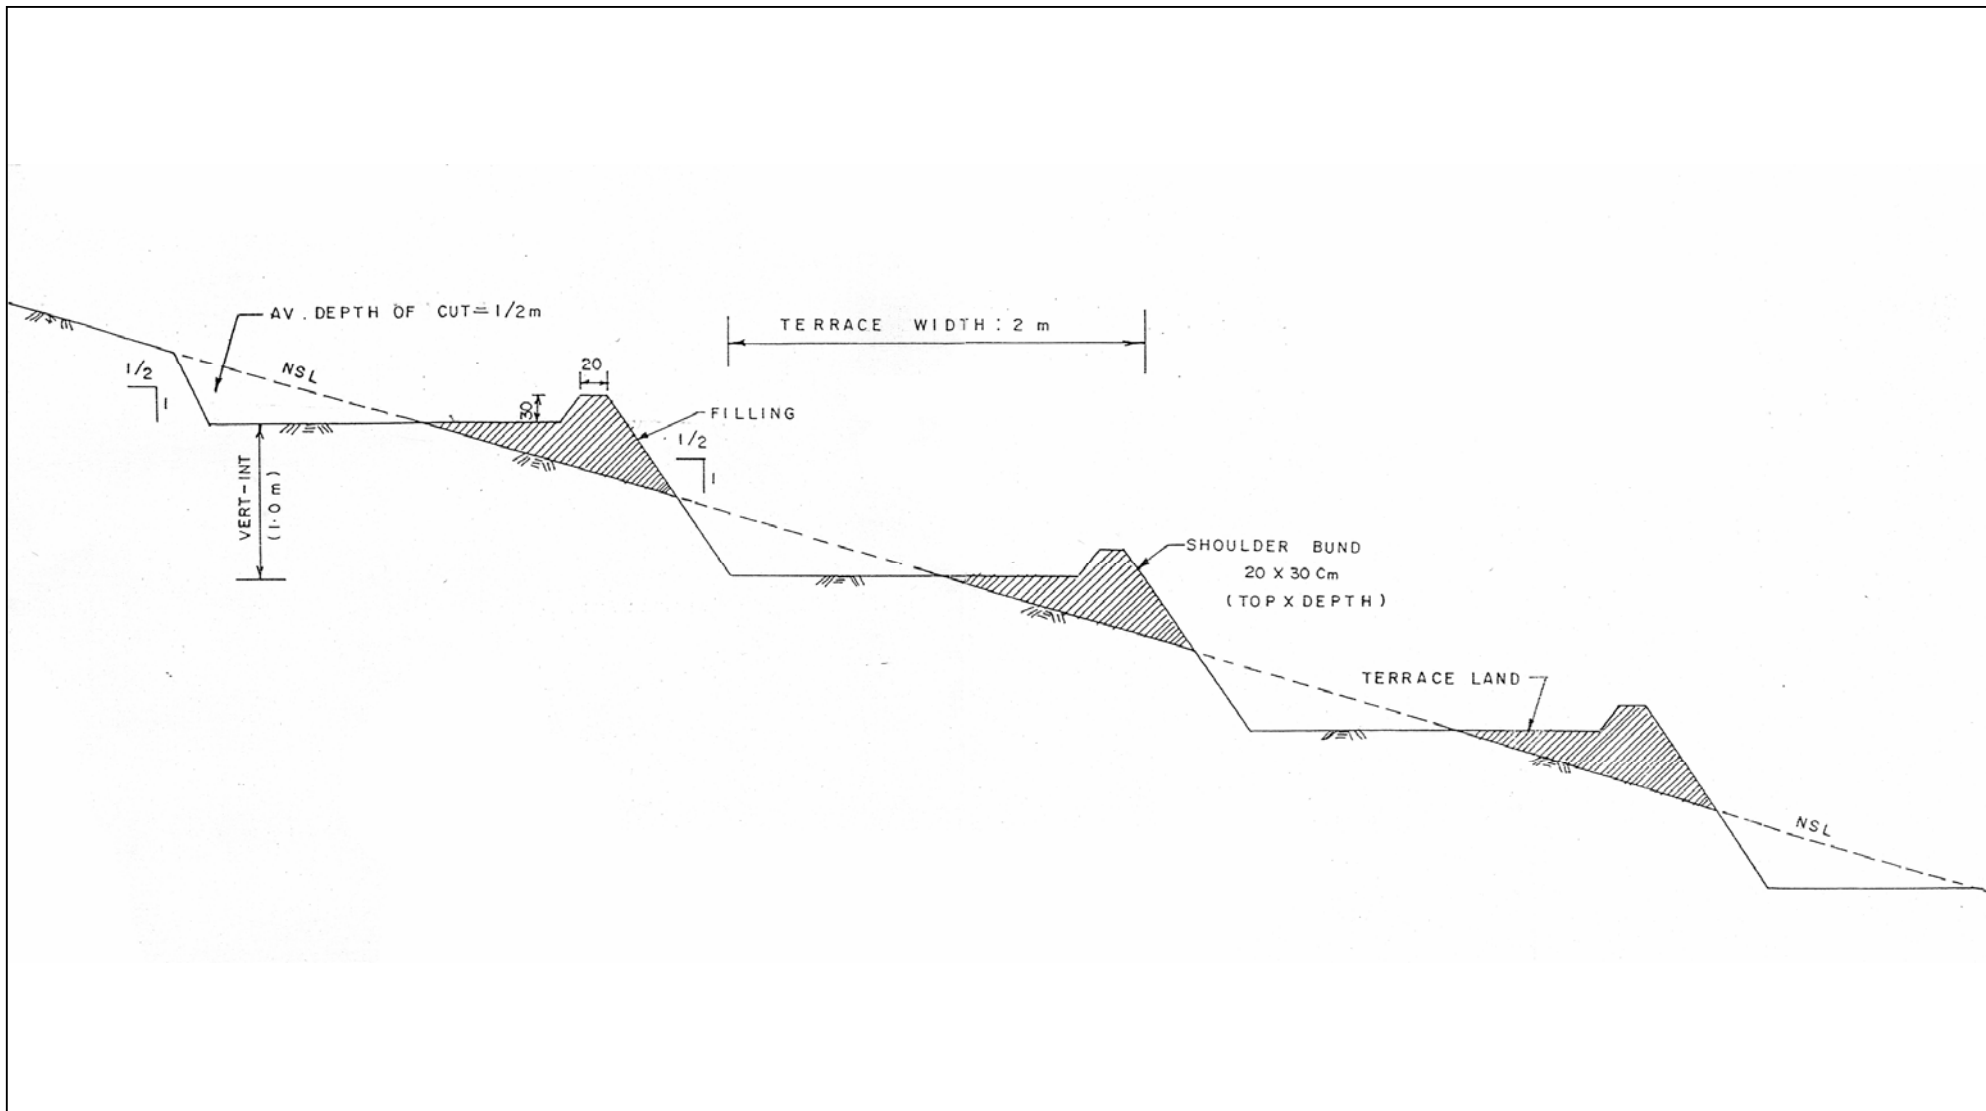 AV. DEPTH OF CUT = 1/2 m
TERRACE WIDTH : 2 m
1/2
1
NSL
20
30
FILLING
1/2
1
VERT-INT
(1.0 m)
SHOULDER BUND
20 X 30 Cm
(TOP X DEPTH)
TERRACE LAND
NSL